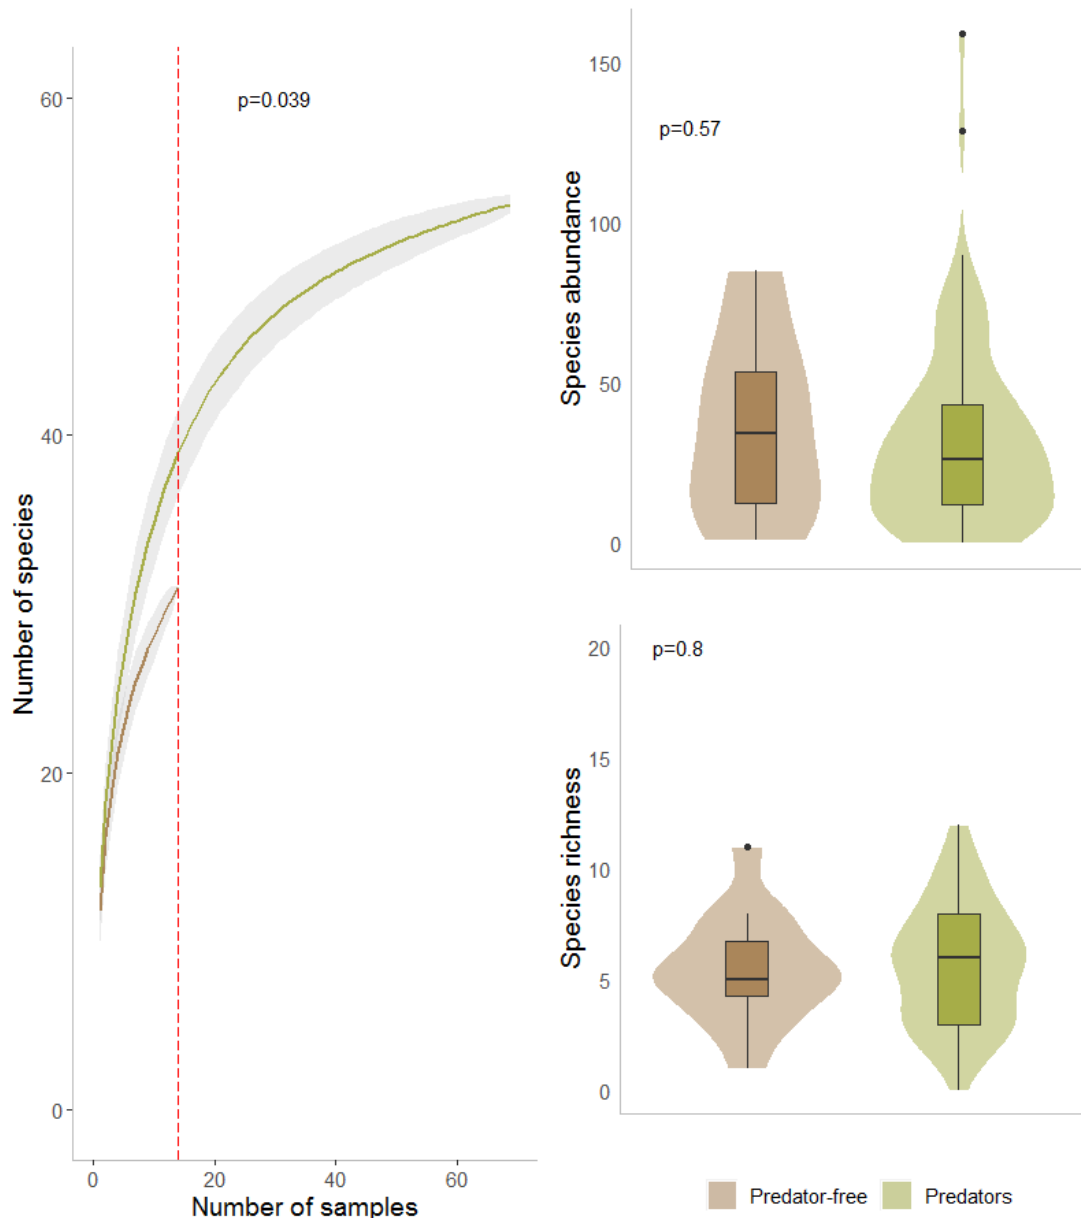 Number of species
60
40
20
0
p=0.039
0
20
40
60
Number of samples
Species abundance
150
100
50
0
p=0.57
Species richness
20
15
10
5
0
p=0.8
Predator-free
Predators